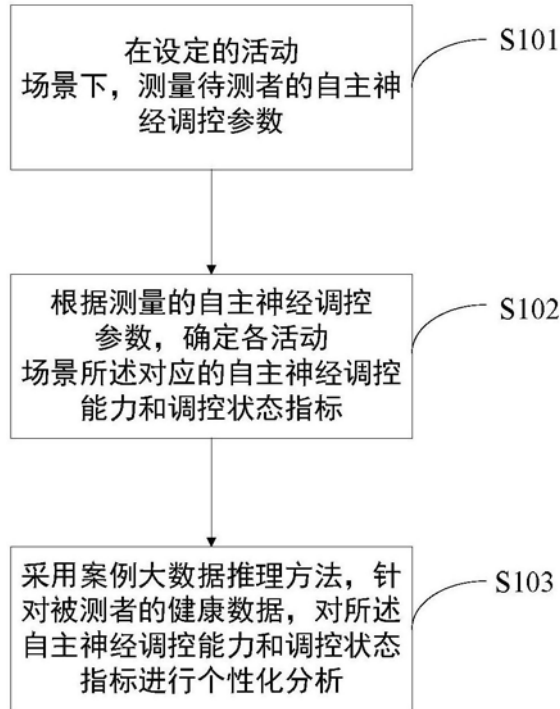 在设定的活动
场景下，测量待测者的自主神
经调控参数
S101
根据测量的自主神经调控
参数，确定各活动
场景所述对应的自主神经调控
能力和调控状态指标
S102
采用案例大数据推理方法，针
对被测者的健康数据，对所述
自主神经调控能力和调控状态
指标进行个性化分析
S103